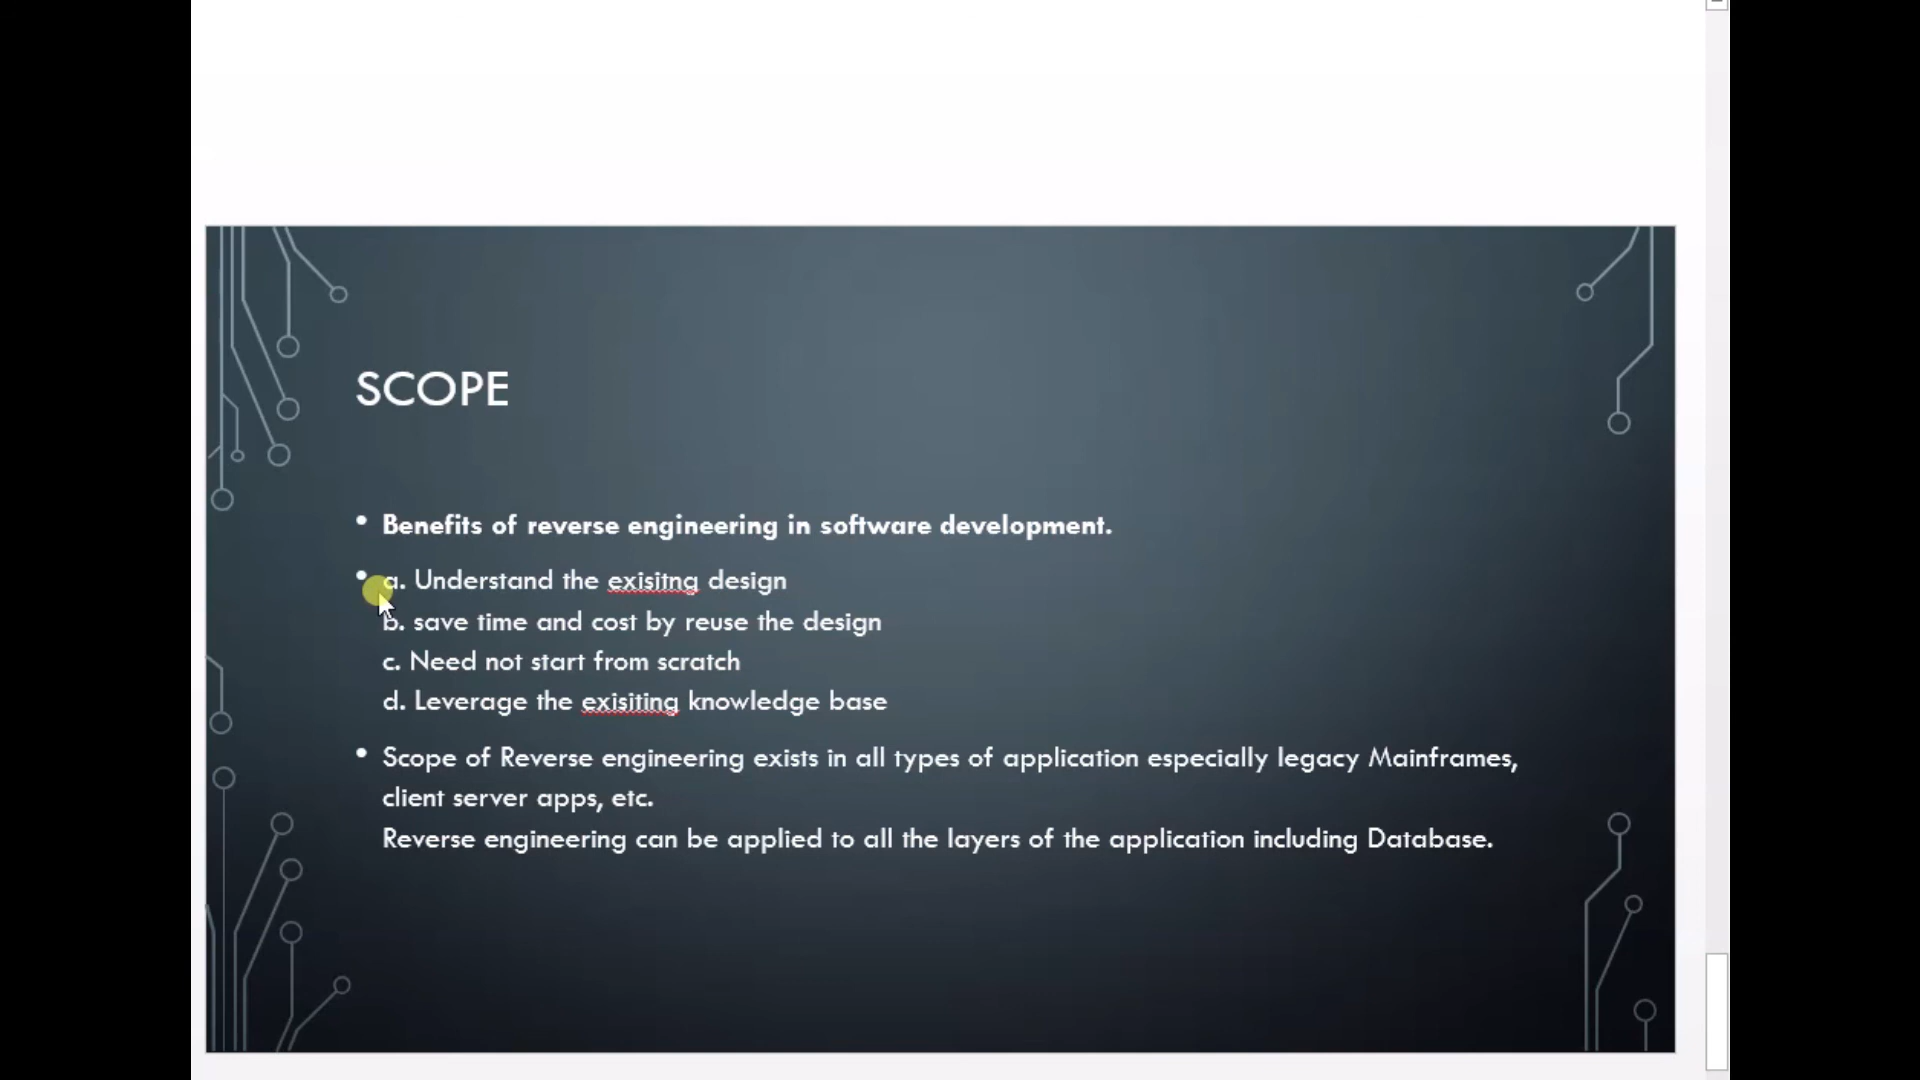 SCOPE
• Benefits of reverse engineering in software development.
• a. Understand the exisitng design
b. save time and cost by reuse the design
c. Need not start from scratch
d. Leverage the exisiting knowledge base
• Scope of Reverse engineering exists in all types of application especially legacy Mainframes,
client server apps, etc.
Reverse engineering can be applied to all the layers of the application including Database.